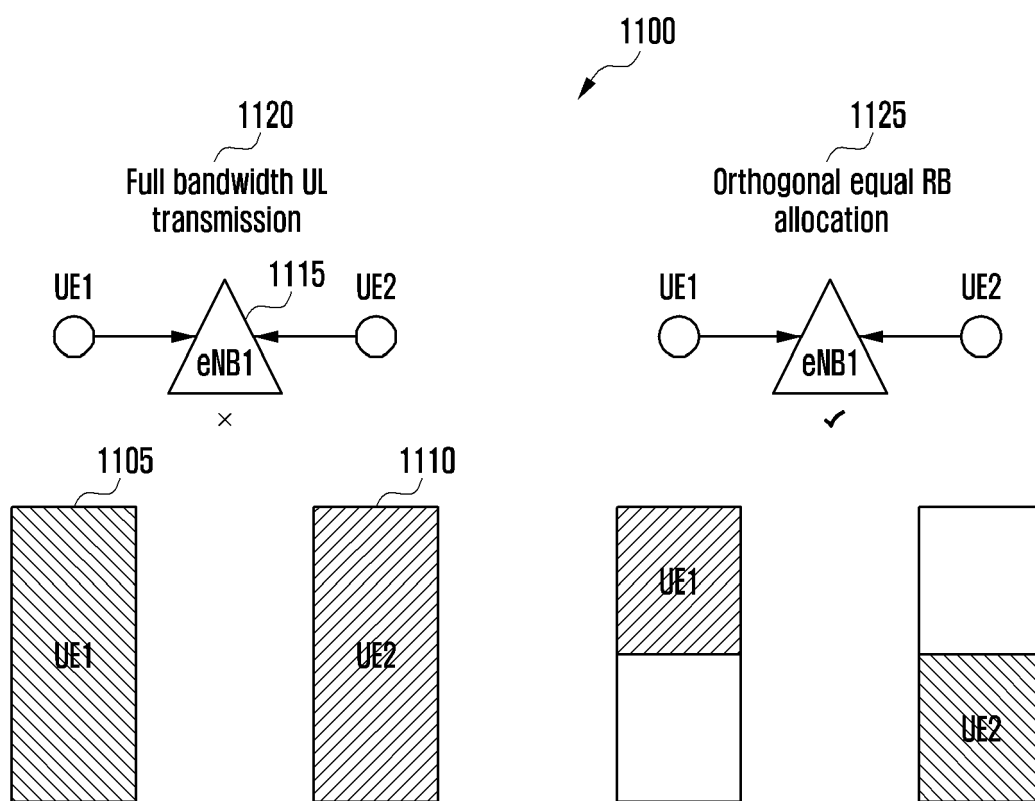 1100
1120
Full bandwidth UL
transmission
1125
Orthogonal equal RB
allocation
UE1
1115
UE2
eNB1
UE1
UE2
eNB1
1105
1110
UE1
UE2
UE1
UE2